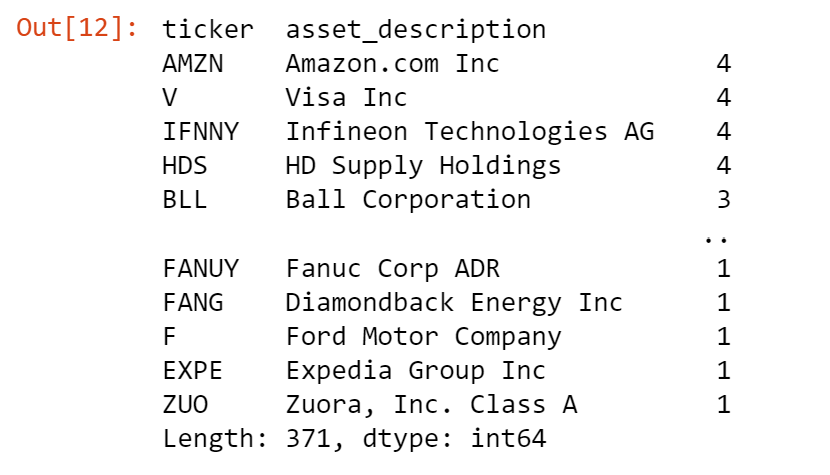 Out[12]: ticker  asset_description
AMZN    Amazon.com Inc              4
V       Visa Inc                    4
IFNNY   Infineon Technologies AG    4
HDS     HD Supply Holdings          4
BLL     Ball Corporation            3
..
FANUY   Fanuc Corp ADR              1
FANG    Diamondback Energy Inc      1
F       Ford Motor Company          1
EXPE    Expedia Group Inc           1
ZUO     Zuora, Inc. Class A         1
Length: 371, dtype: int64